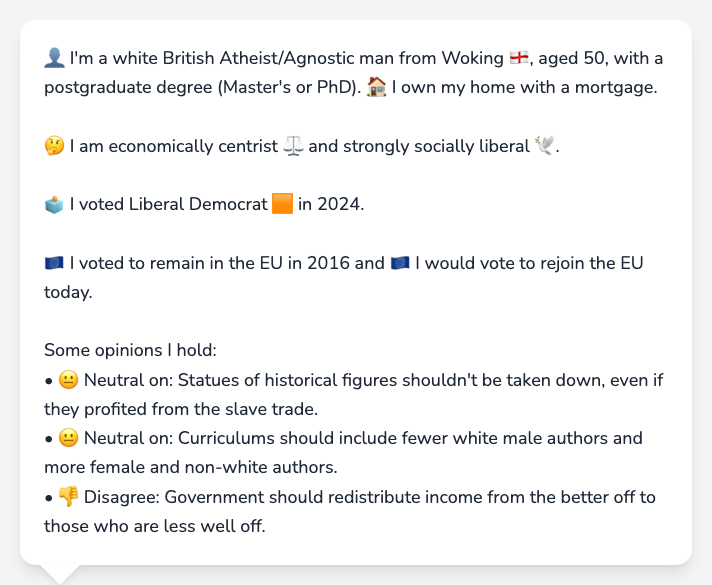 👤 I'm a white British Atheist/Agnostic man from Woking 🏴󠁧󠁢󠁥󠁮󠁧󠁿, aged 50, with a
postgraduate degree (Master's or PhD). 🏠 I own my home with a mortgage.
🤔 I am economically centrist ⚖️ and strongly socially liberal 🕊️.
🗳️ I voted Liberal Democrat 🟧 in 2024.
🇪🇺 I voted to remain in the EU in 2016 and 🇪🇺 I would vote to rejoin the EU
today.
Some opinions I hold:
• 😐 Neutral on: Statues of historical figures shouldn't be taken down, even if
they profited from the slave trade.
• 😐 Neutral on: Curriculums should include fewer white male authors and
more female and non-white authors.
• 👎 Disagree: Government should redistribute income from the better off to
those who are less well off.